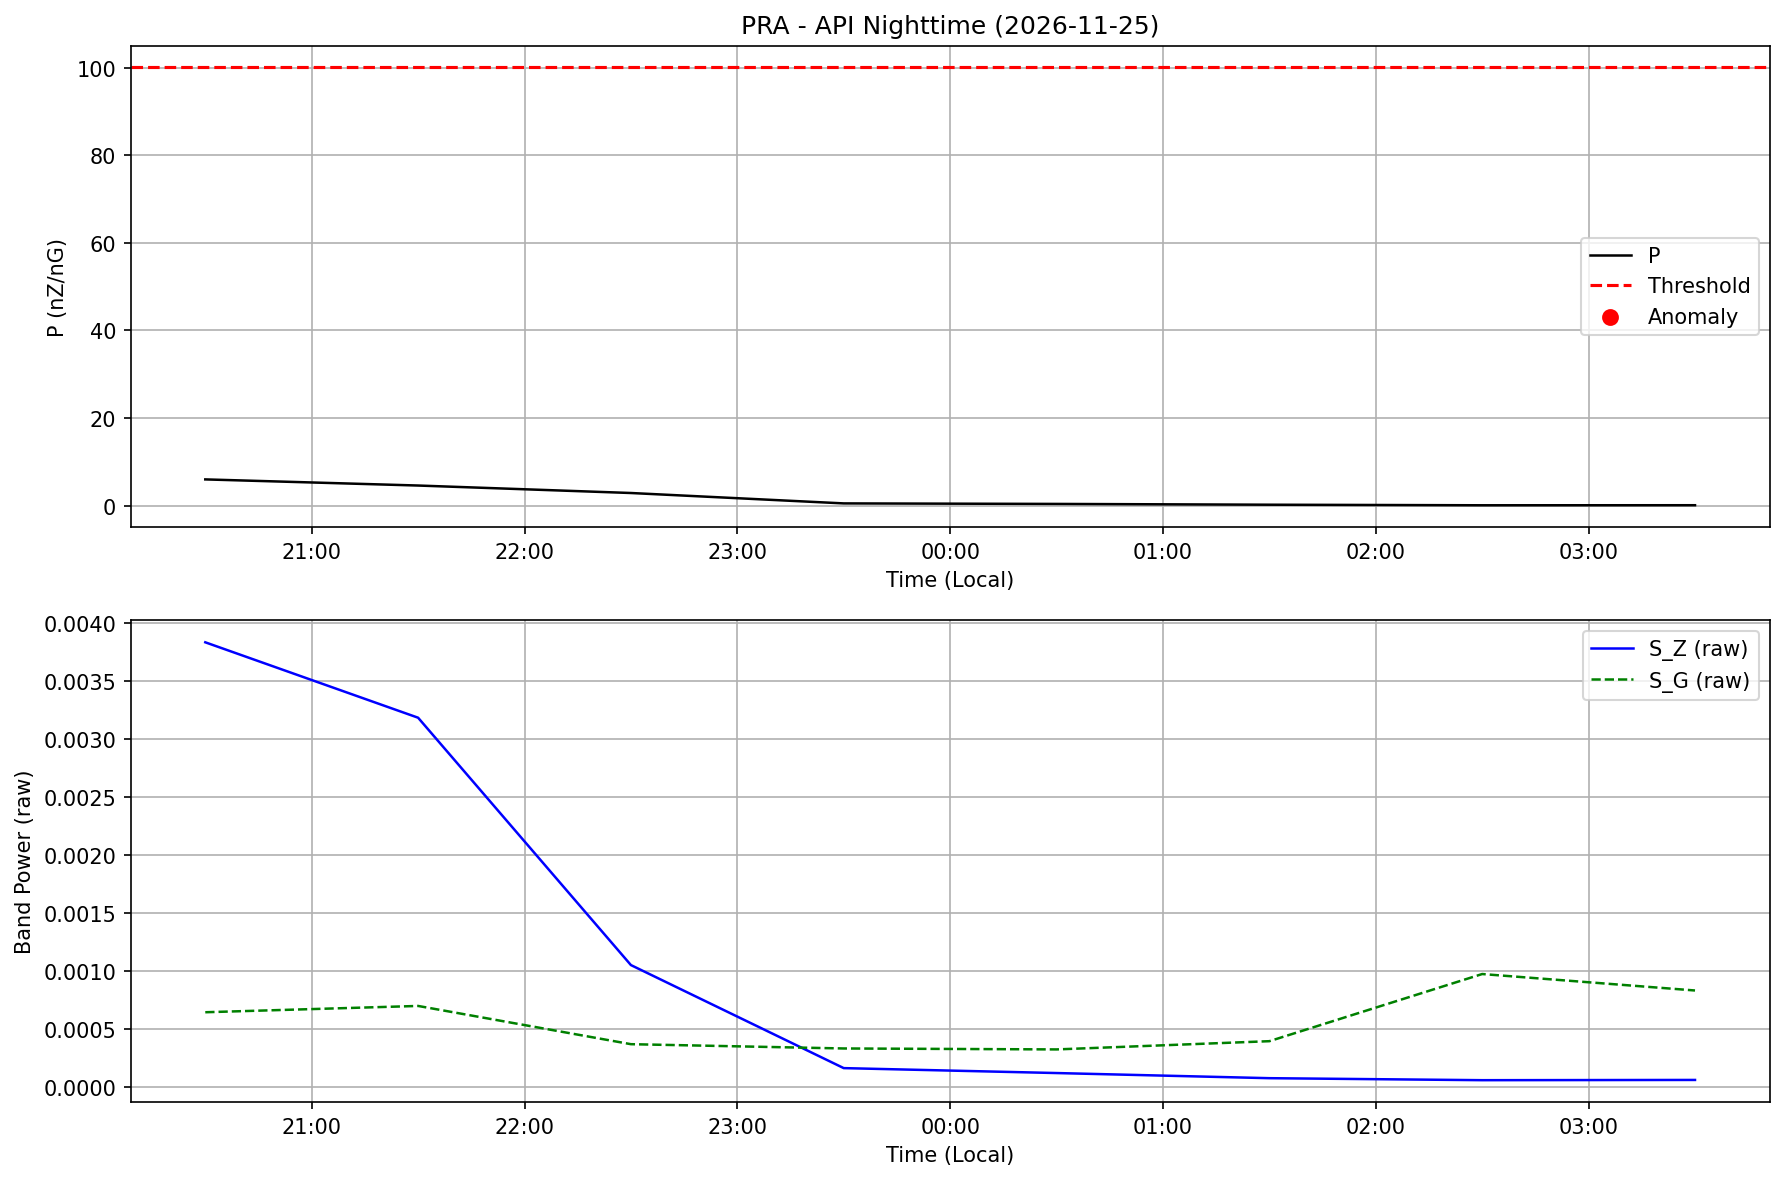 PRA - API Nighttime (2026-11-25)
P (nZ/nG)
100
80
60
40
20
0
P
Threshold
Anomaly
21:00 22:00 23:00 00:00 01:00 02:00 03:00
Time (Local)
Band Power (raw)
0.0040
0.0035
0.0030
0.0025
0.0020
0.0015
0.0010
0.0005
0.0000
S_Z (raw)
S_G (raw)
21:00 22:00 23:00 00:00 01:00 02:00 03:00
Time (Local)